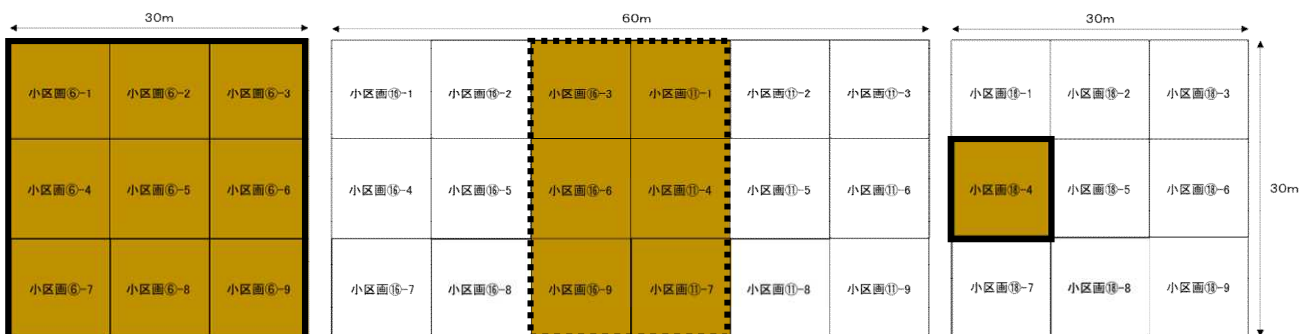 30m
60m
30m
小区画⑥-1 小区画⑥-2 小区画⑥-3
小区画⑥-4 小区画⑥-5 小区画⑥-6
小区画⑥-7 小区画⑥-8 小区画⑥-9
小区画⑯-1 小区画⑯-2 小区画⑯-3 小区画⑪-1 小区画⑪-2 小区画⑪-3
小区画⑯-4 小区画⑯-5 小区画⑯-6 小区画⑪-4 小区画⑪-5 小区画⑪-6
小区画⑯-7 小区画⑯-8 小区画⑯-9 小区画⑪-7 小区画⑪-8 小区画⑪-9
小区画⑱-1 小区画⑱-2 小区画⑱-3
小区画⑱-4 小区画⑱-5 小区画⑱-6
小区画⑱-7 小区画⑱-8 小区画⑱-9
30m